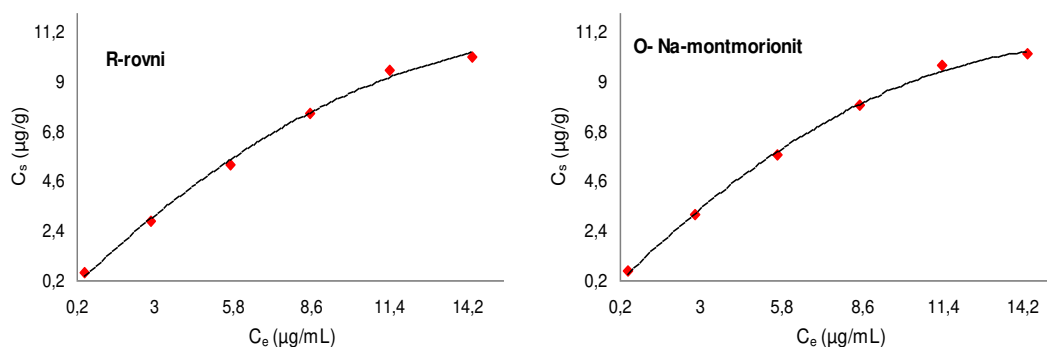 11,2
9
6,8
4,6
2,4
0,2
Cₛ (µg/g)
R-rovni
0,2 3 5,8 8,6 11,4 14,2
Cₑ (µg/mL)
11,2
9
6,8
4,6
2,4
0,2
Cₛ (µg/g)
O- Na-montmorionit
0,2 3 5,8 8,6 11,4 14,2
Cₑ (µg/mL)